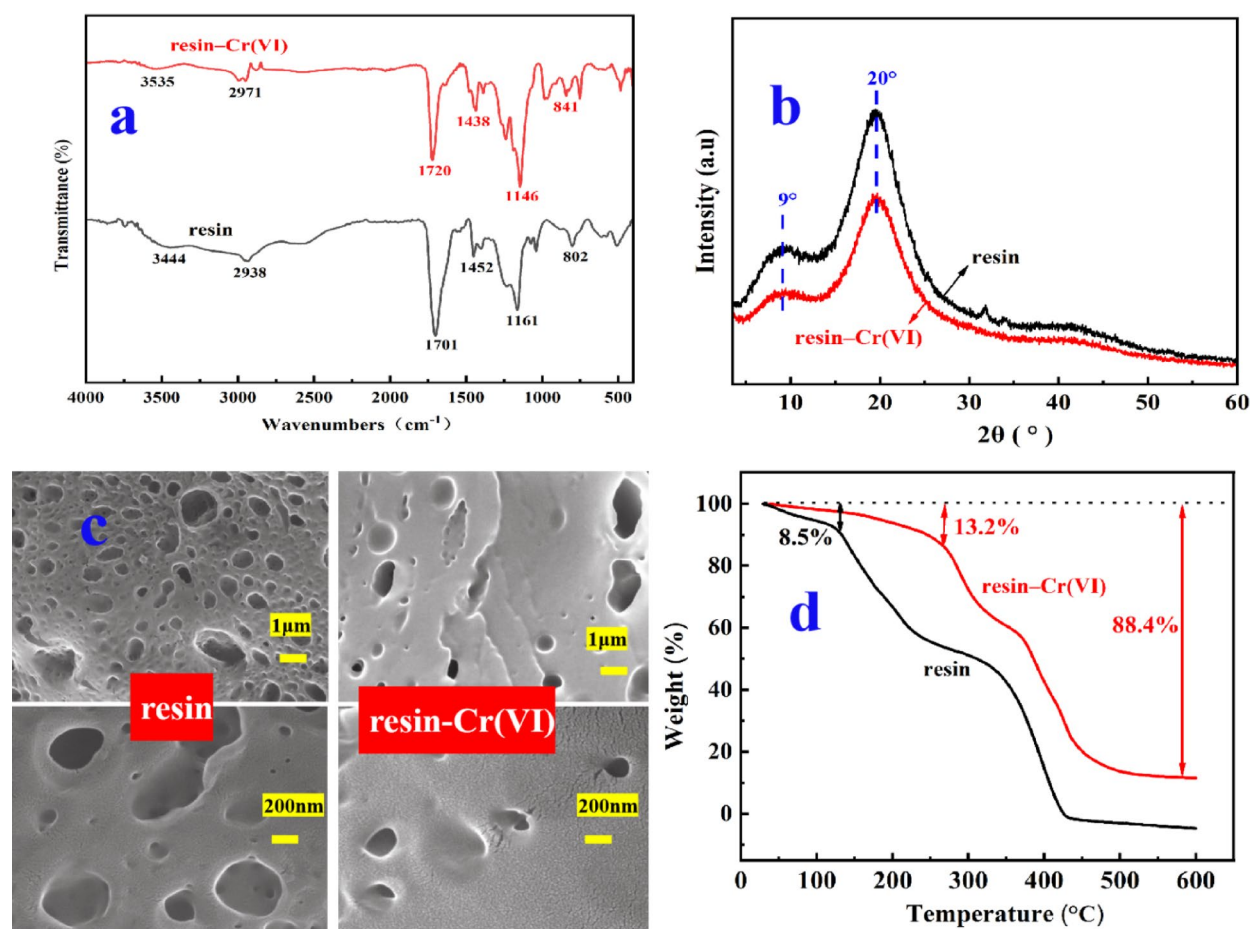 resin–Cr(VI)
3535
2971
a
1438
841
1720
1146
resin
3444
2938
1452
802
1161
1701
Transmittance (%)
4000 3500 3000 2500 2000 1500 1000 500
Wavenumbers（cm⁻¹）
b
20°
9°
resin
resin–Cr(VI)
Intensity (a.u)
10 20 30 40 50 60
2θ ( ° )
c
1μm
1μm
resin
resin-Cr(VI)
200nm
200nm
100
80
60
40
20
0
8.5%
13.2%
resin–Cr(VI)
d
88.4%
resin
Weight (%)
0 100 200 300 400 500 600
Temperature (°C)